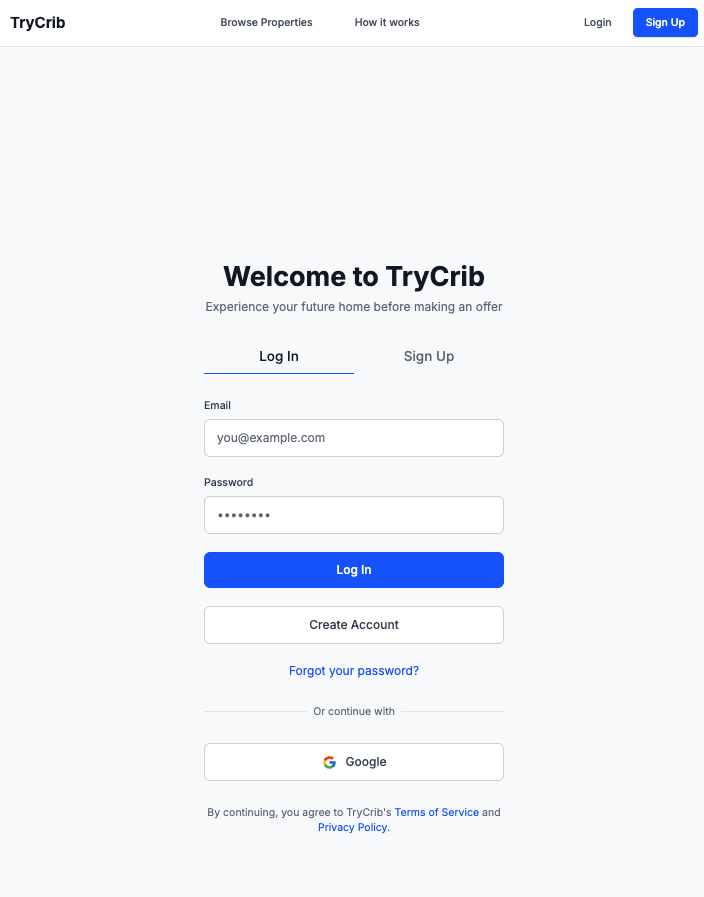 TryCrib
Browse Properties
How it works
Login
Sign Up
Welcome to TryCrib
Experience your future home before making an offer
Log In
Sign Up
Email
you@example.com
Password
••••••••
Log In
Create Account
Forgot your password?
Or continue with
Google
By continuing, you agree to TryCrib's Terms of Service and
Privacy Policy.